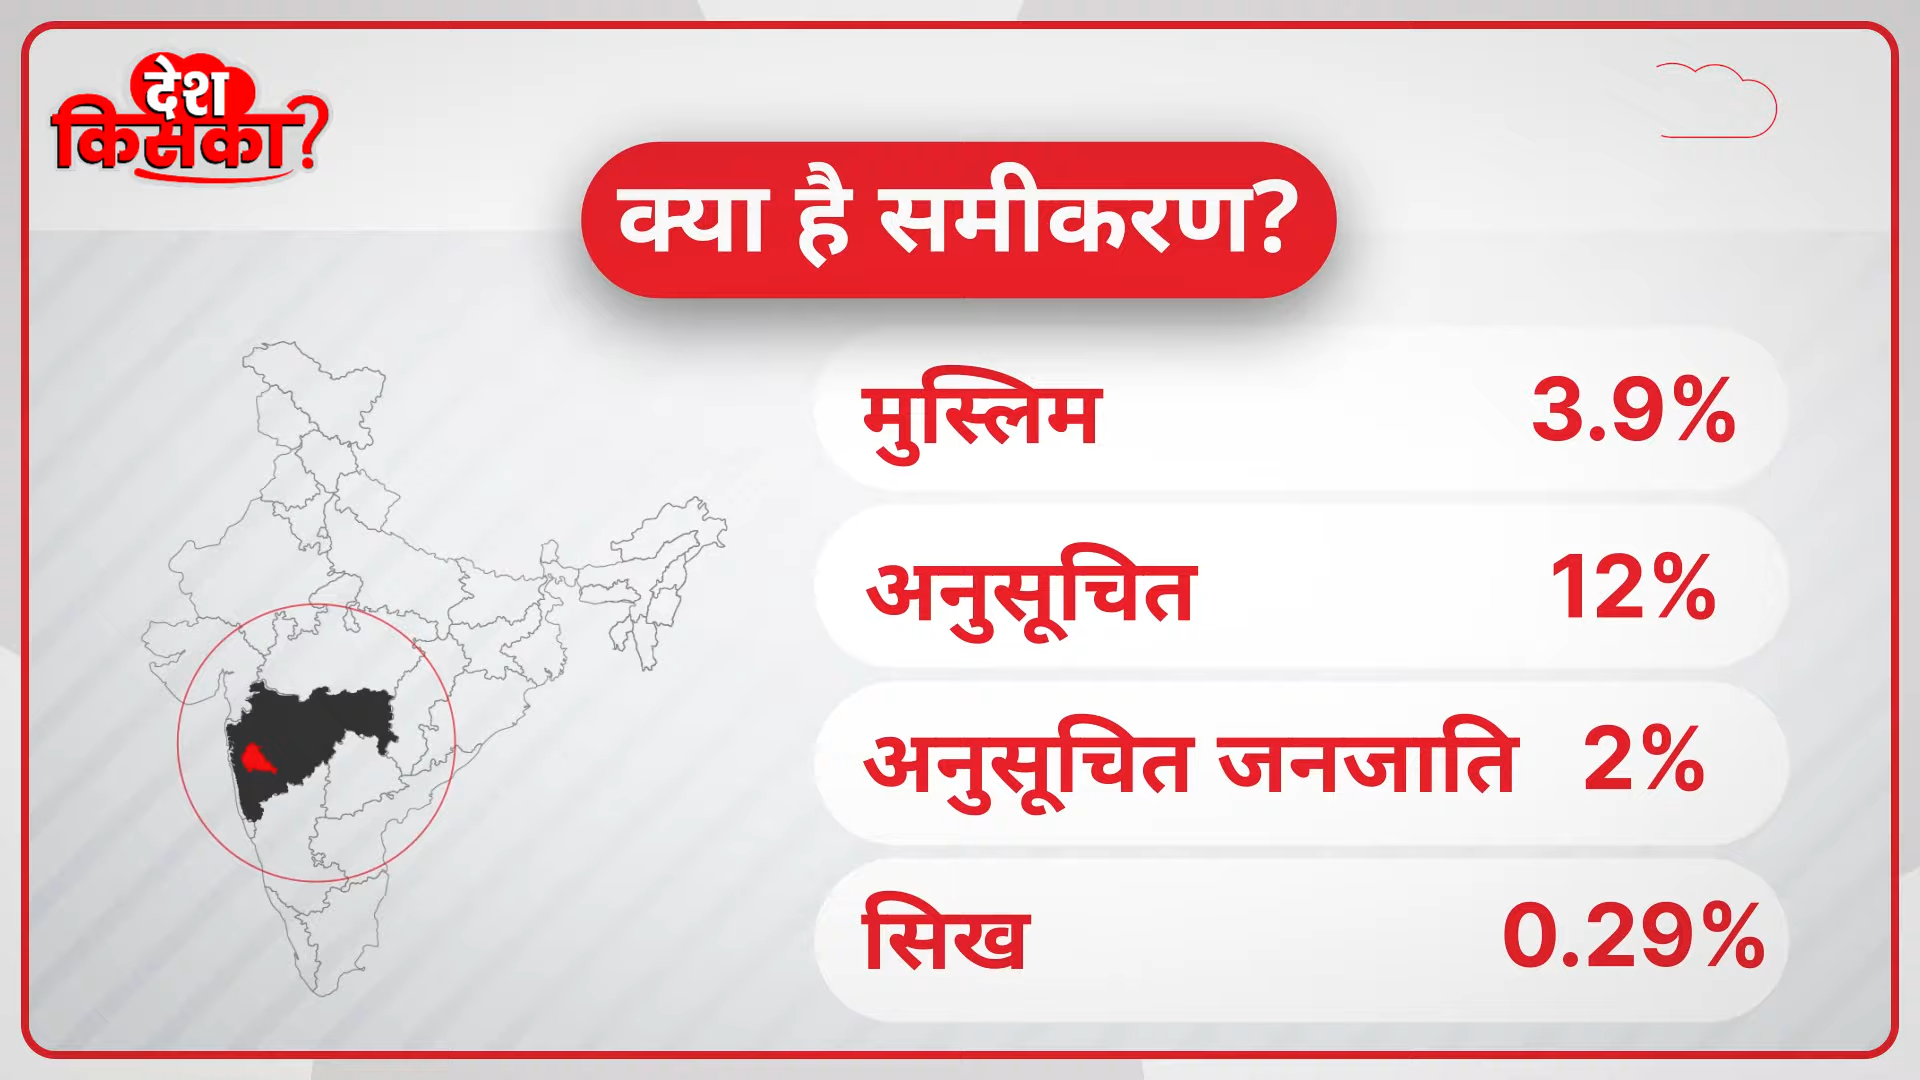 देश
किसका?
क्या है समीकरण?
मुस्लिम 3.9%
अनुसूचित 12%
अनुसूचित जनजाति 2%
सिख 0.29%